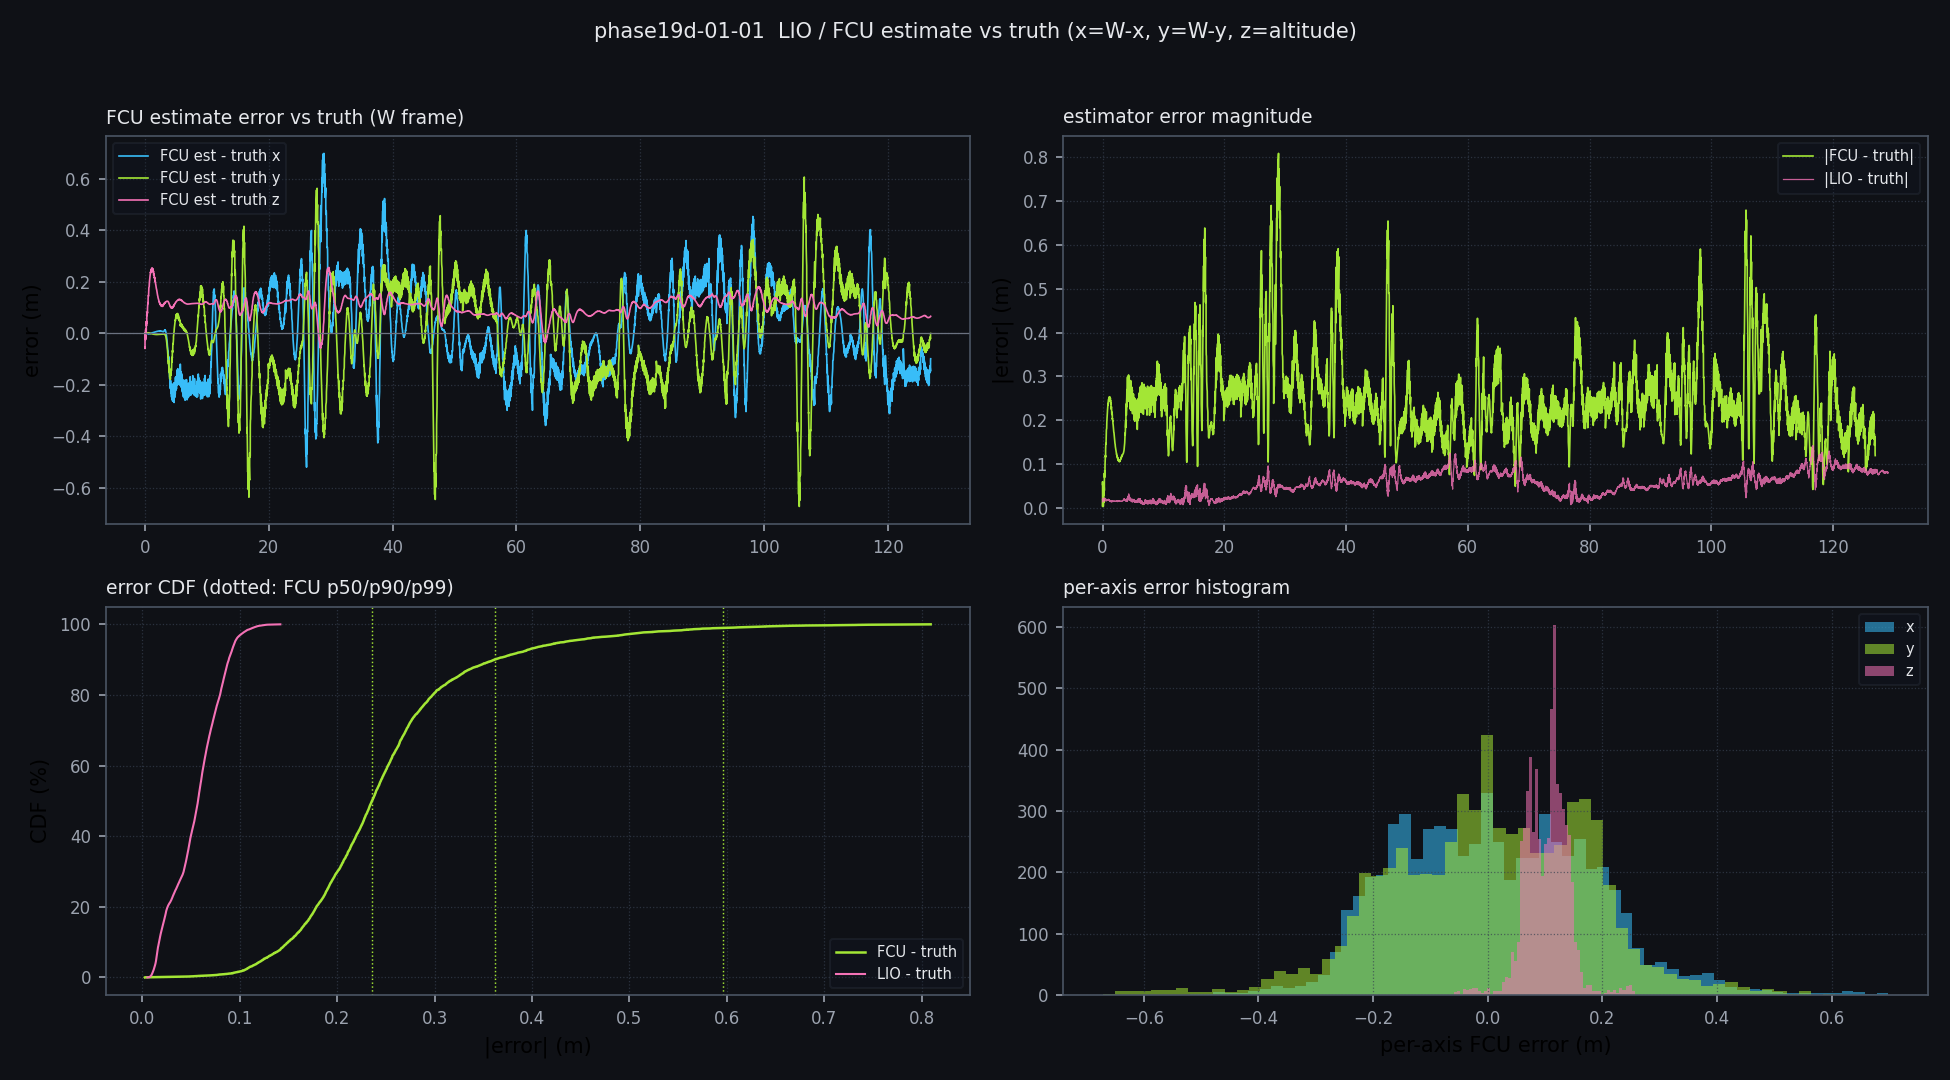 phase19d-01-01  LIO / FCU estimate vs truth (x=W-x, y=W-y, z=altitude)
FCU estimate error vs truth (W frame)
error (m)
0.6
0.4
0.2
0.0
−0.2
−0.4
−0.6
FCU est - truth x
FCU est - truth y
FCU est - truth z
0 20 40 60 80 100 120
estimator error magnitude
|error| (m)
0.8
0.7
0.6
0.5
0.4
0.3
0.2
0.1
0.0
|FCU - truth|
|LIO - truth|
0 20 40 60 80 100 120
error CDF (dotted: FCU p50/p90/p99)
CDF (%)
100
80
60
40
20
0
FCU - truth
LIO - truth
0.0 0.1 0.2 0.3 0.4 0.5 0.6 0.7 0.8
|error| (m)
per-axis error histogram
600
500
400
300
200
100
0
x
y
z
−0.6 −0.4 −0.2 0.0 0.2 0.4 0.6
per-axis FCU error (m)